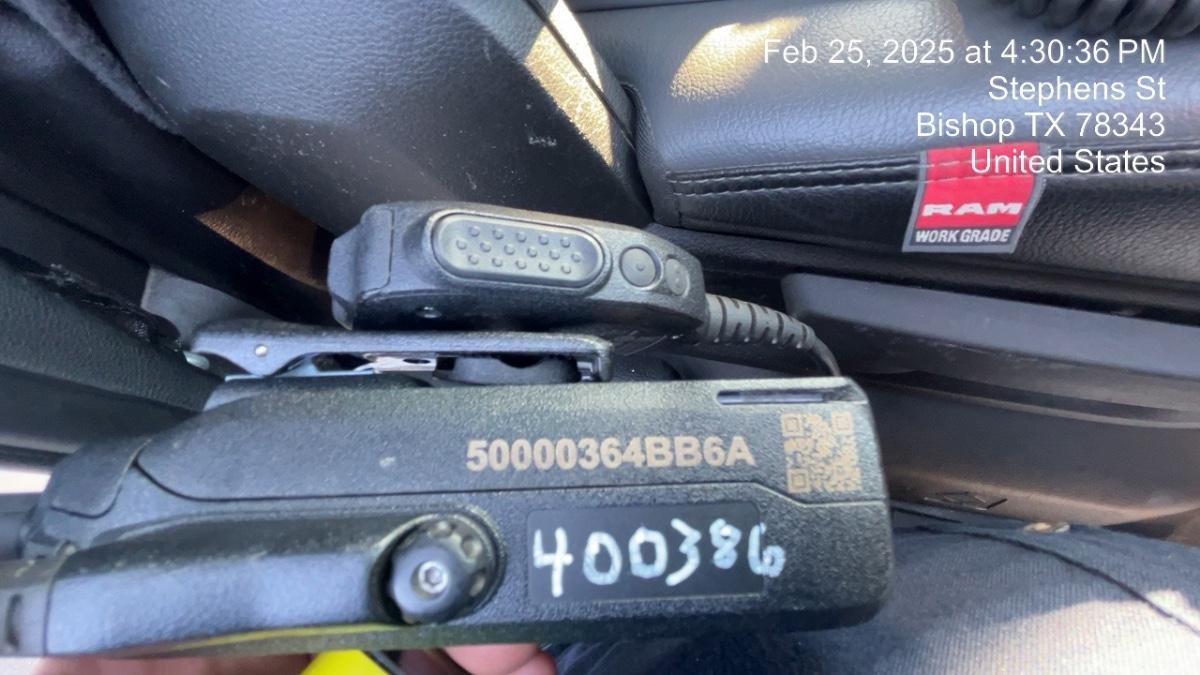 Feb 25, 2025 at 4:30:36 PM
Stephens St
Bishop TX 78343
United States
RAM
WORK GRADE
50000364BB6A
400386